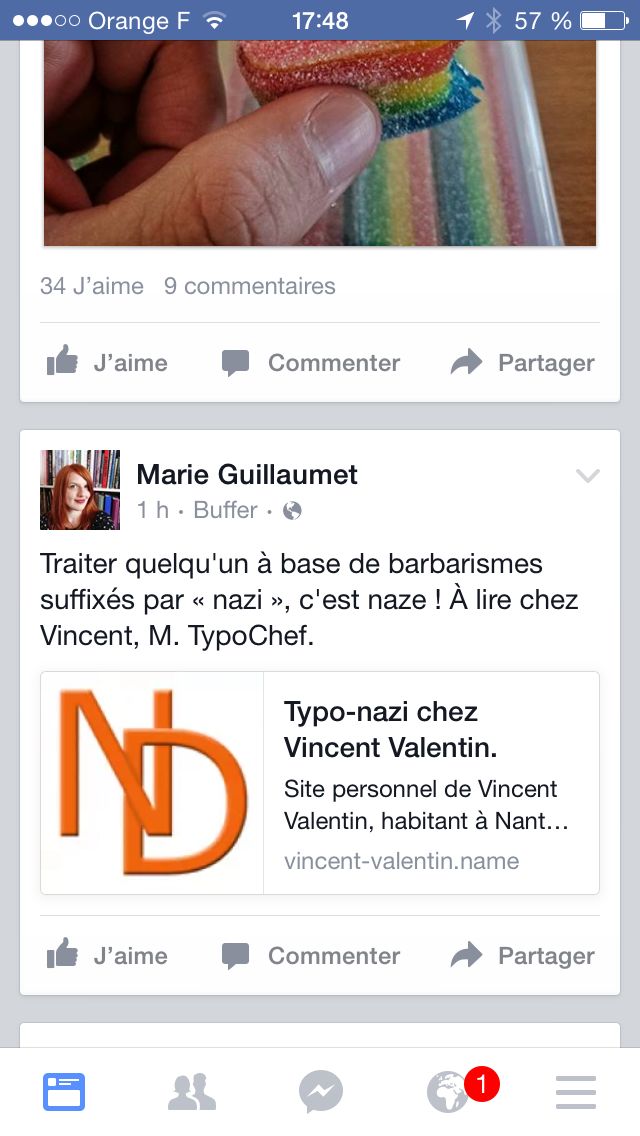 Orange F 17:48 57 %
34 J’aime 9 commentaires
J’aime Commenter Partager
Marie Guillaumet
1 h · Buffer ·
Traiter quelqu'un à base de barbarismes
suffixés par « nazi », c'est naze ! À lire chez
Vincent, M. TypoChef.
ND
Typo-nazi chez
Vincent Valentin.
Site personnel de Vincent
Valentin, habitant à Nant…
vincent-valentin.name
J’aime Commenter Partager
1